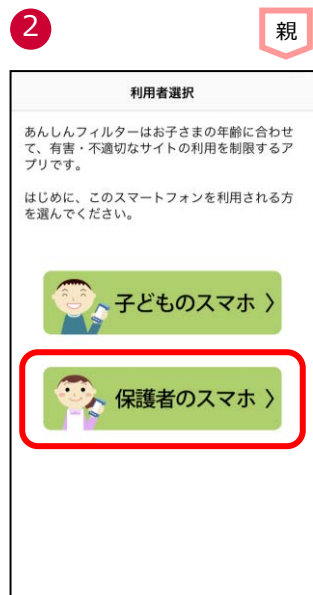 2
親
利用者選択
あんしんフィルターはお子さまの年齢に合わせ
て、有害・不適切なサイトの利用を制限するア
プリです。
はじめに、このスマートフォンを利用される方
を選んでください。
子どものスマホ 〉
保護者のスマホ 〉